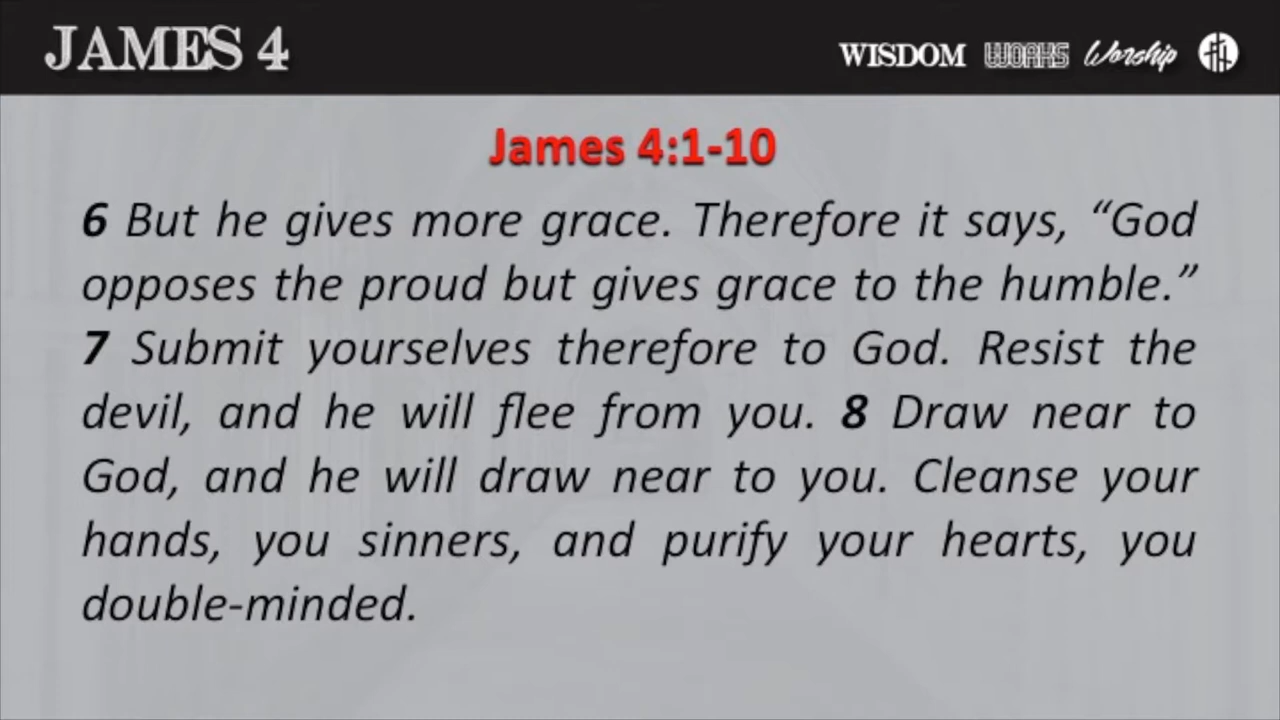 JAMES 4
WISDOM WORKS Worship
James 4:1-10
6 But he gives more grace. Therefore it says, “God
opposes the proud but gives grace to the humble.”
7 Submit yourselves therefore to God. Resist the
devil, and he will flee from you. 8 Draw near to
God, and he will draw near to you. Cleanse your
hands, you sinners, and purify your hearts, you
double-minded.